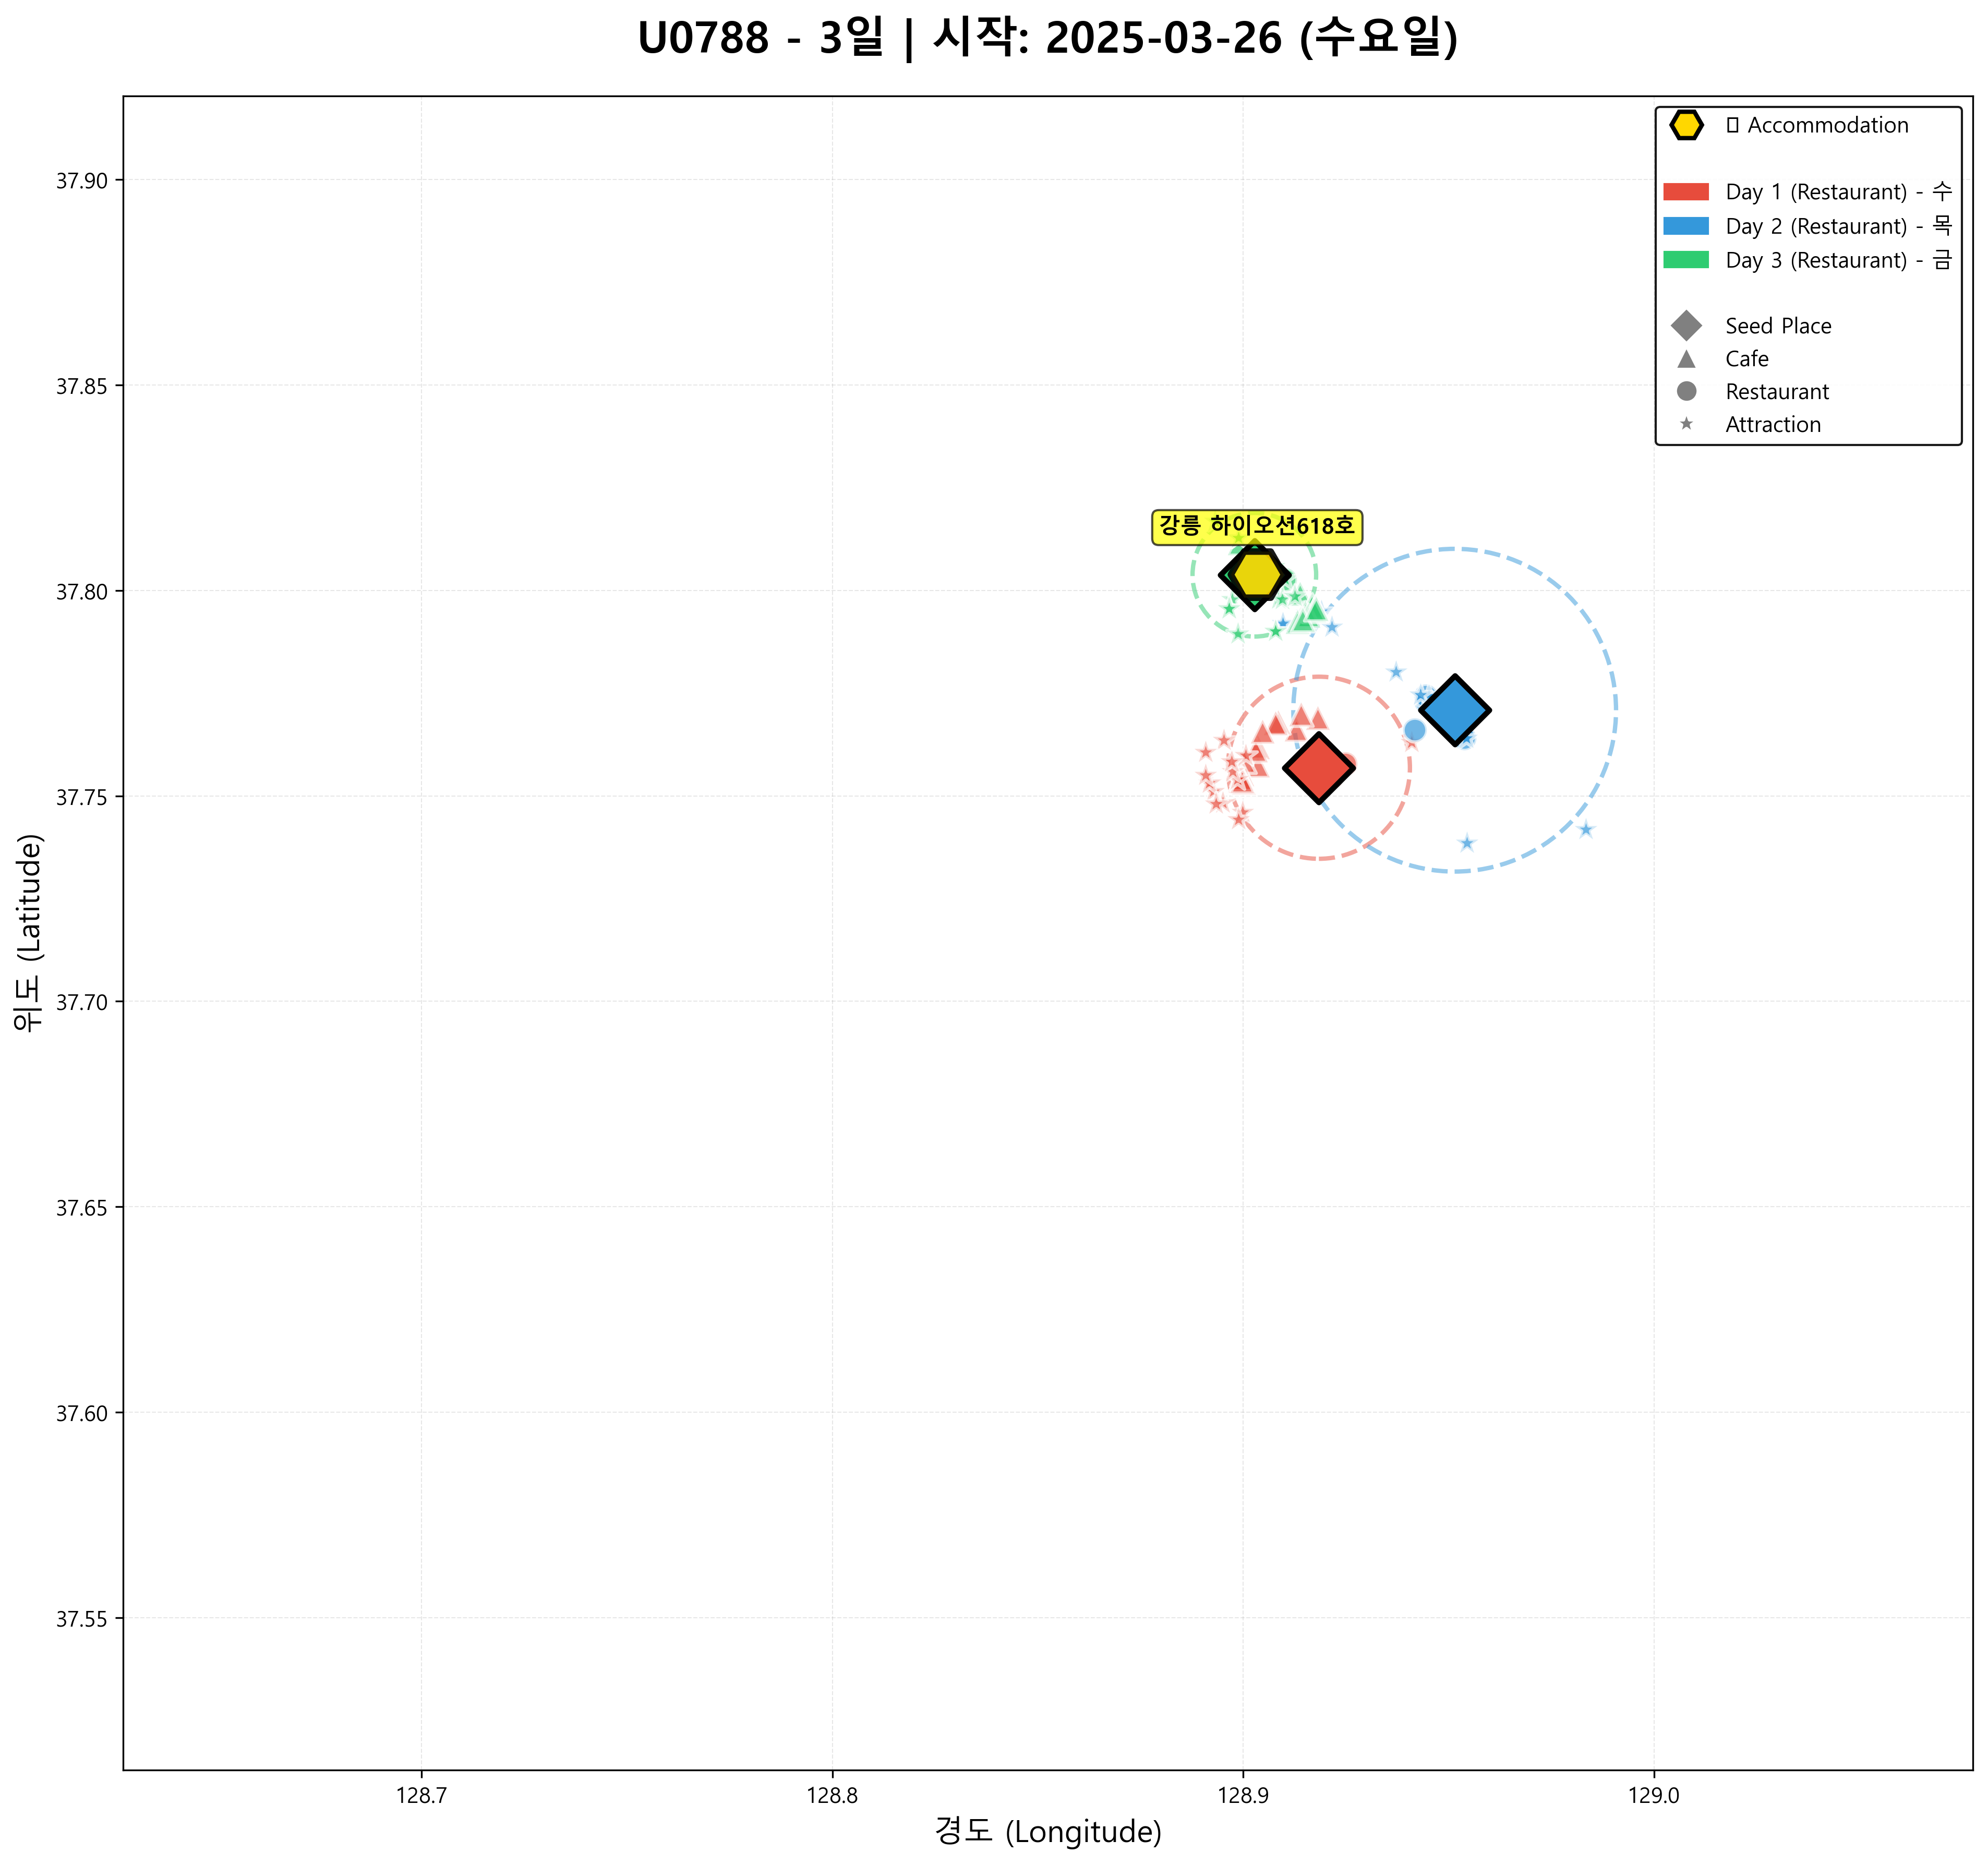 U0788 - 3일 | 시작: 2025-03-26 (수요일)
Accommodation
Day 1 (Restaurant) - 수
Day 2 (Restaurant) - 목
Day 3 (Restaurant) - 금
Seed Place
Cafe
Restaurant
Attraction
강릉 하이오션618호
위도 (Latitude)
37.90
37.85
37.80
37.75
37.70
37.65
37.60
37.55
128.7
128.8
128.9
129.0
경도 (Longitude)